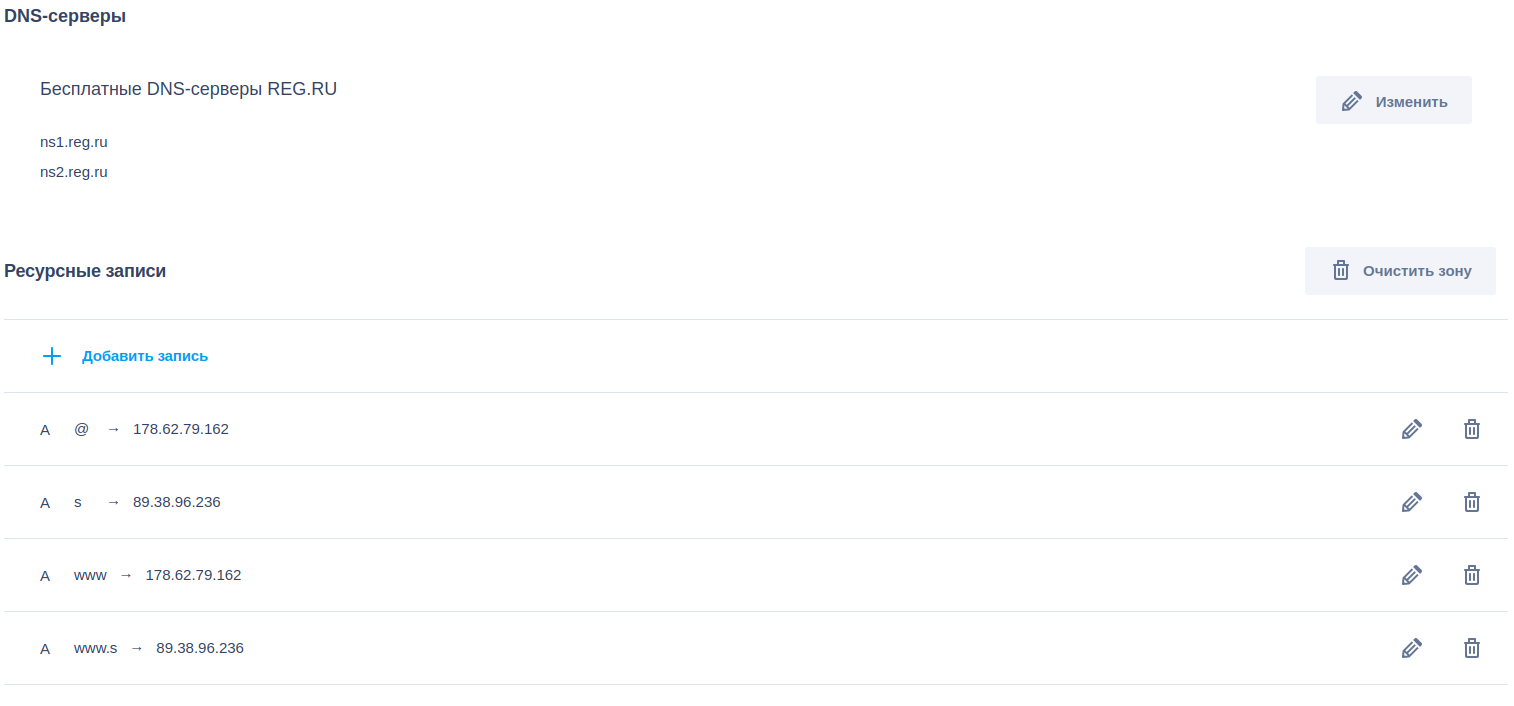 DNS-серверы
Бесплатные DNS-серверы REG.RU
Изменить
ns1.reg.ru
ns2.reg.ru
Ресурсные записи
Очистить зону
Добавить запись
A @ → 178.62.79.162
A s → 89.38.96.236
A www → 178.62.79.162
A www.s → 89.38.96.236